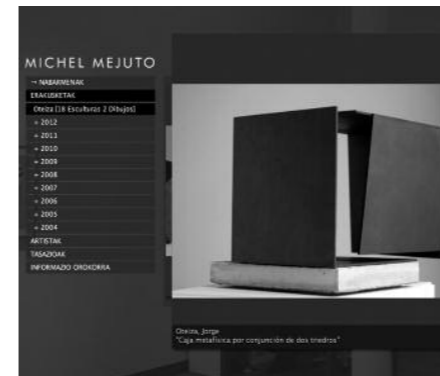 MICHEL MEJUTO
→ NABARMENAK
ERAKUSKETAK
Oteiza [18 Esculturas 2 Dibujos]
+ 2012
+ 2011
+ 2010
+ 2009
+ 2008
+ 2007
+ 2006
+ 2005
+ 2004
ARTISTAK
TASAZIOAK
INFORMAZIO OROKORRA
Oteiza, Jorge
"Caja metafísica por conjunción de dos triedros"